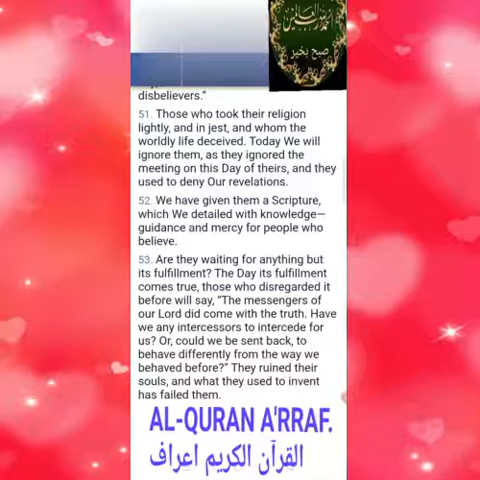 الحمد لله رب العالمین
صبح بخیر
disbelievers.”
51. Those who took their religion
lightly, and in jest, and whom the
worldly life deceived. Today We will
ignore them, as they ignored the
meeting on this Day of theirs, and they
used to deny Our revelations.
52. We have given them a Scripture,
which We detailed with knowledge—
guidance and mercy for people who
believe.
53. Are they waiting for anything but
its fulfillment? The Day its fulfillment
comes true, those who disregarded it
before will say, “The messengers of
our Lord did come with the truth. Have
we any intercessors to intercede for
us? Or, could we be sent back, to
behave differently from the way we
behaved before?” They ruined their
souls, and what they used to invent
has failed them.
AL-QURAN A'RRAF.
القرآن الكريم اعراف